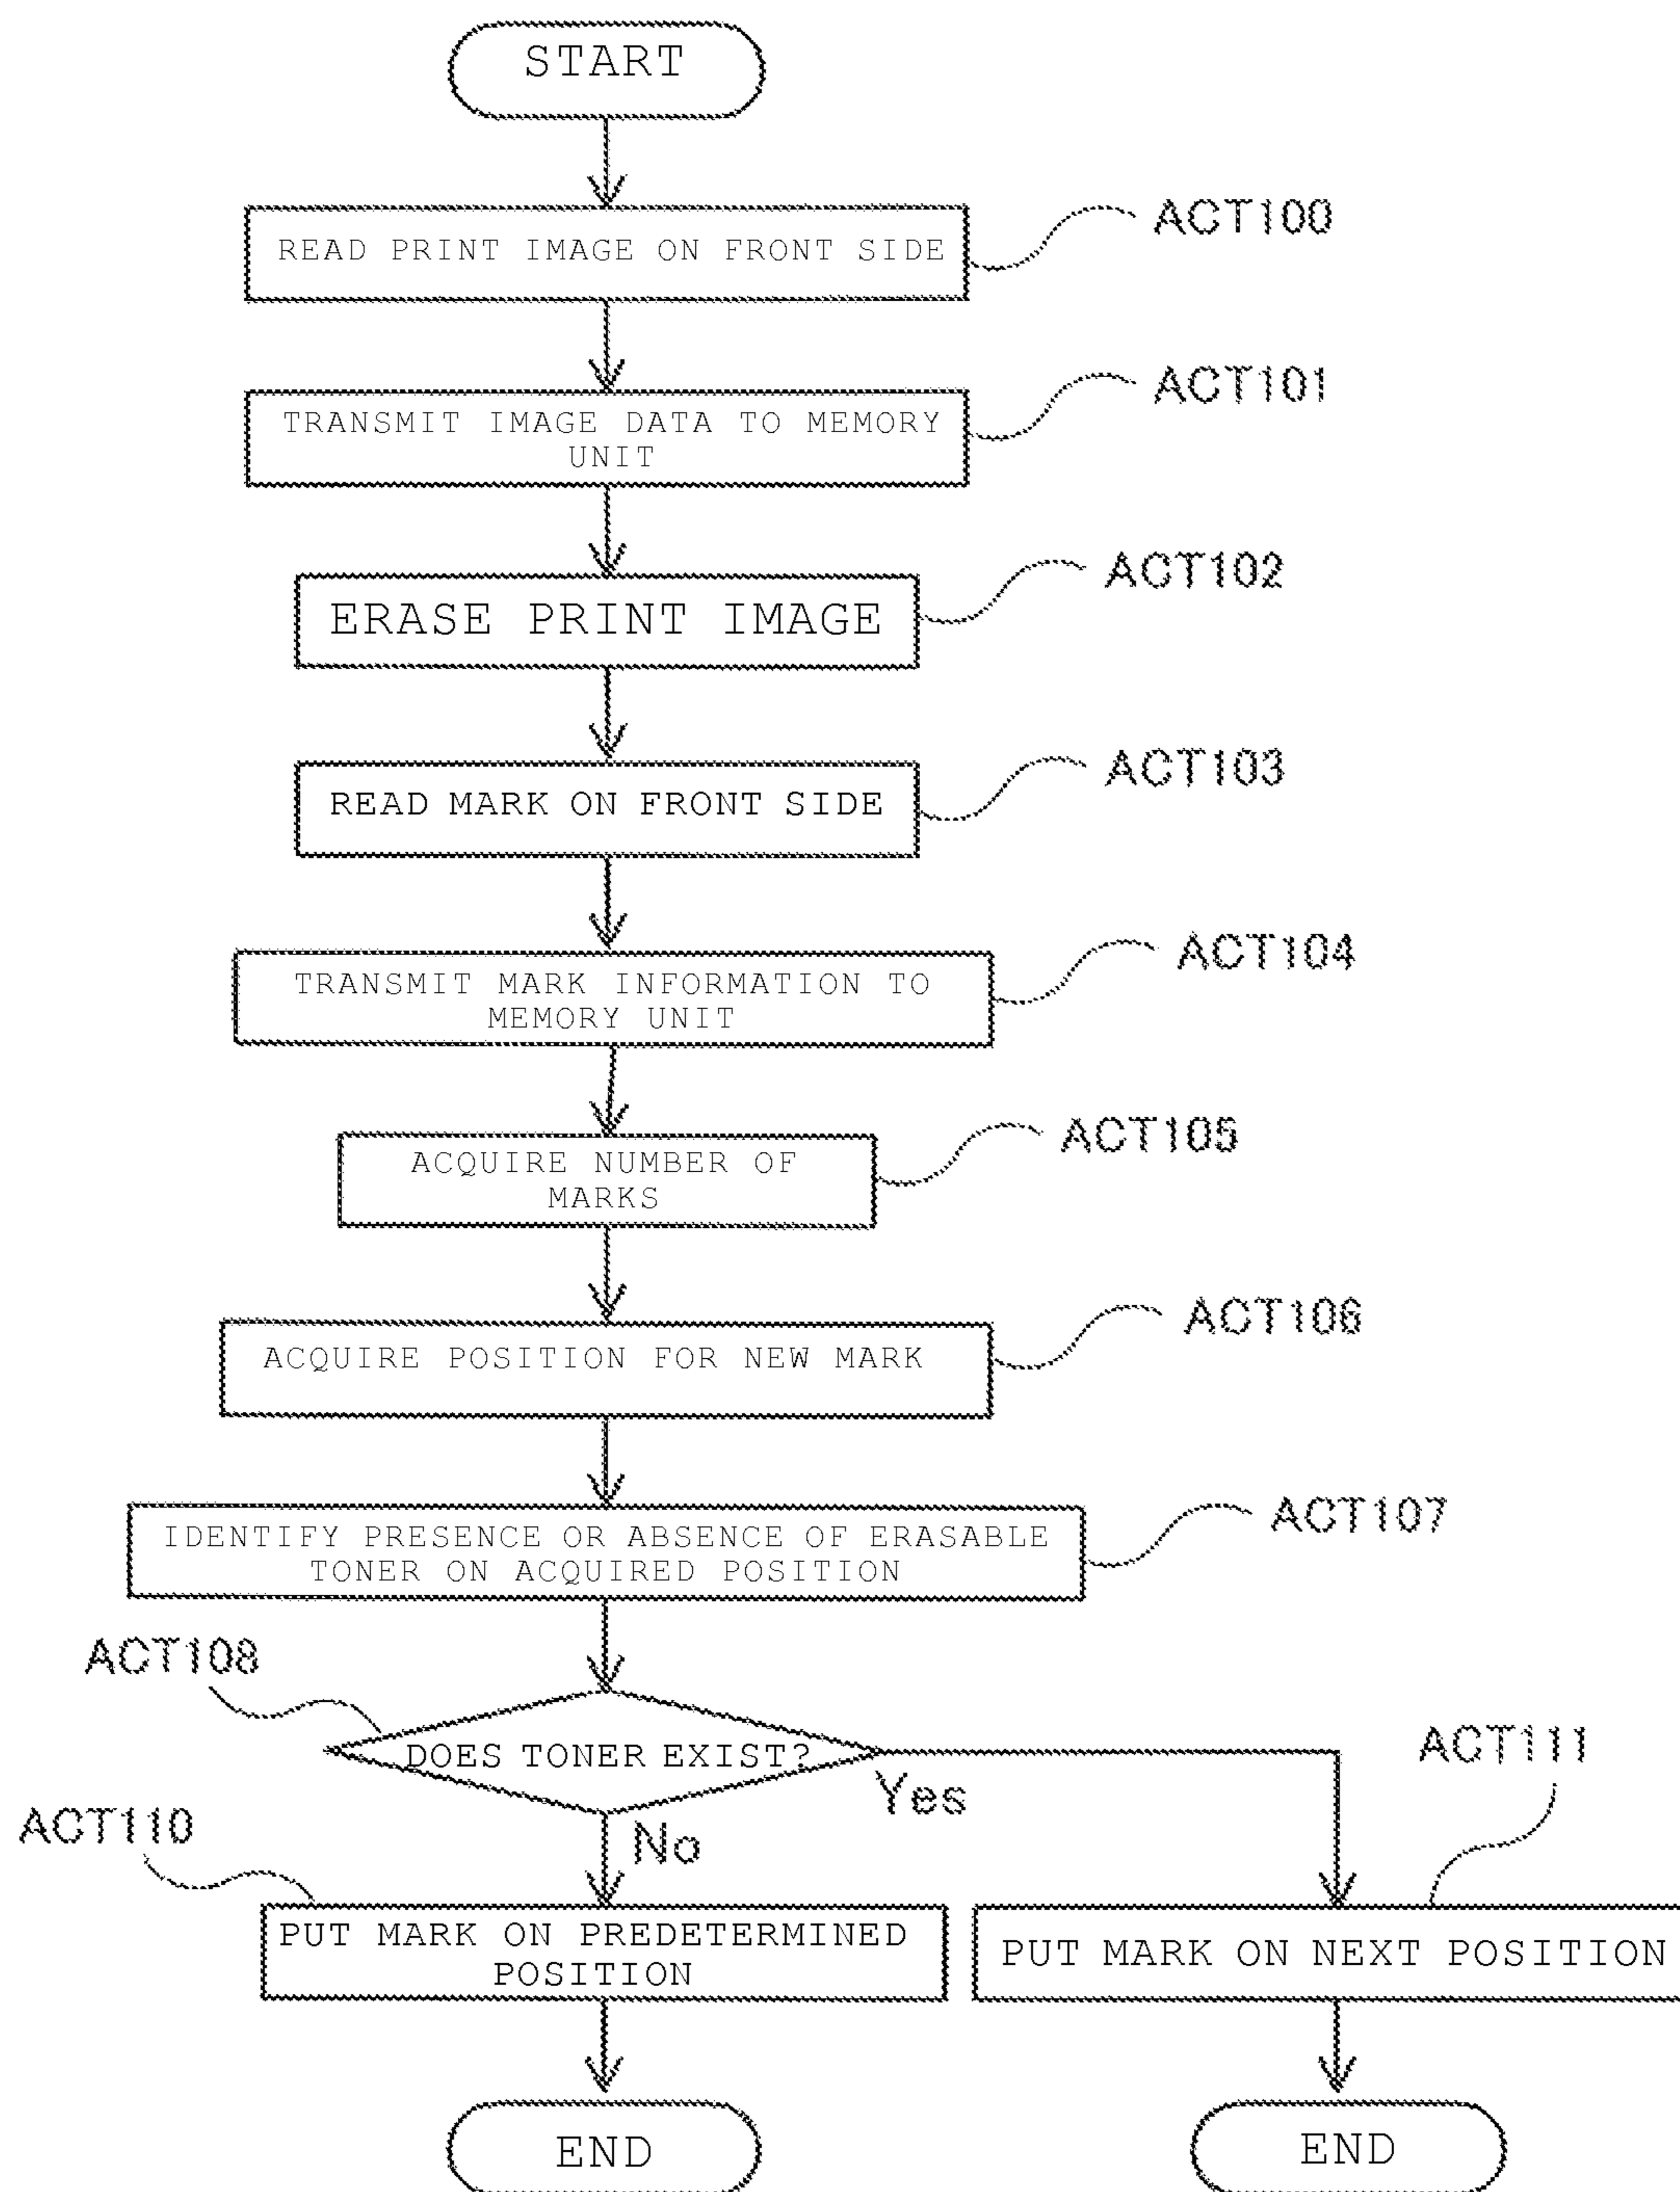 START
READ PRINT IMAGE ON FRONT SIDE
ACT100
TRANSMIT IMAGE DATA TO MEMORY
UNIT
ACT101
ERASE PRINT IMAGE
ACT102
READ MARK ON FRONT SIDE
ACT103
TRANSMIT MARK INFORMATION TO
MEMORY UNIT
ACT104
ACQUIRE NUMBER OF
MARKS
ACT105
ACQUIRE POSITION FOR NEW MARK
ACT106
IDENTIFY PRESENCE OR ABSENCE OF ERASABLE
TONER ON ACQUIRED POSITION
ACT107
ACT108
DOES TONER EXIST?
Yes
No
ACT110
PUT MARK ON PREDETERMINED
POSITION
ACT111
PUT MARK ON NEXT POSITION
END
END